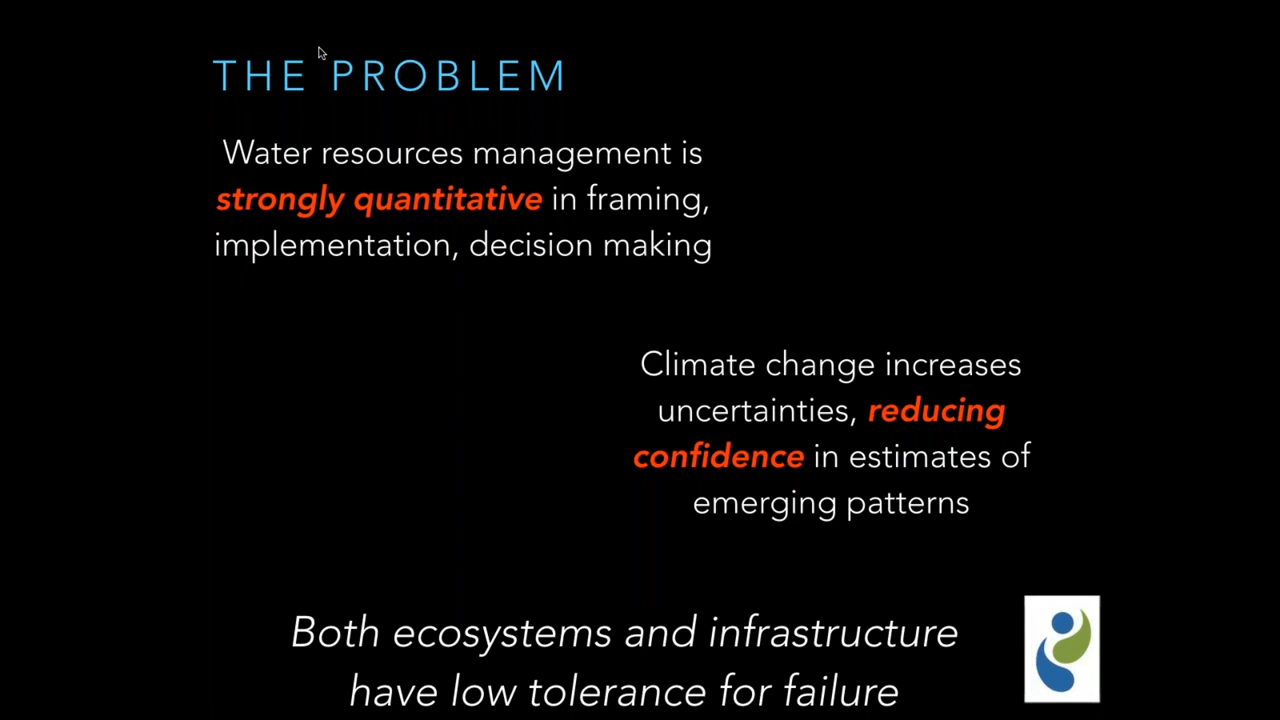 THE PROBLEM
Water resources management is
strongly quantitative in framing,
implementation, decision making
Climate change increases
uncertainties, reducing
confidence in estimates of
emerging patterns
Both ecosystems and infrastructure
have low tolerance for failure